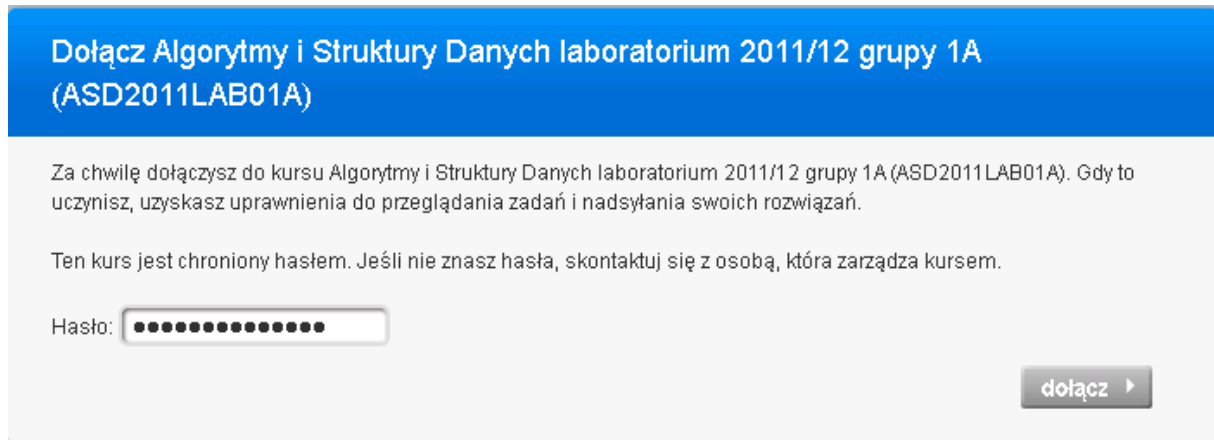 Dołącz Algorytmy i Struktury Danych laboratorium 2011/12 grupy 1A
(ASD2011LAB01A)
Za chwilę dołączysz do kursu Algorytmy i Struktury Danych laboratorium 2011/12 grupy 1A (ASD2011LAB01A). Gdy to
uczynisz, uzyskasz uprawnienia do przeglądania zadań i nadsyłania swoich rozwiązań.
Ten kurs jest chroniony hasłem. Jeśli nie znasz hasła, skontaktuj się z osobą, która zarządza kursem.
Hasło: ●●●●●●●●●●●●●●
dołącz